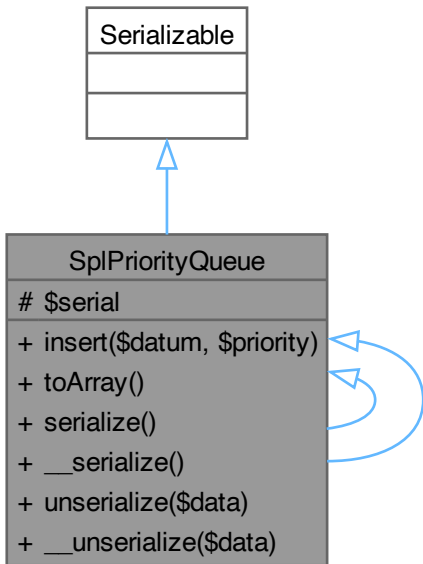 Serializable
SplPriorityQueue
# $serial
+ insert($datum, $priority)
+ toArray()
+ serialize()
+ __serialize()
+ unserialize($data)
+ __unserialize($data)